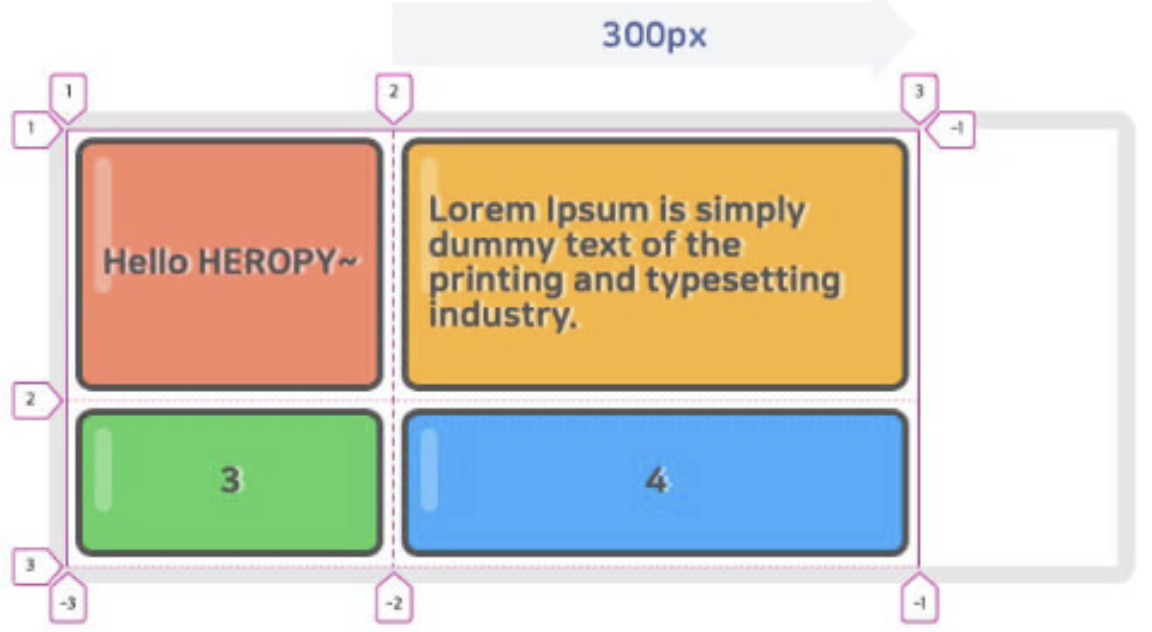 300px
1
2
3
1
-1
Hello HEROPY~
Lorem Ipsum is simply
dummy text of the
printing and typesetting
industry.
2
3
4
3
-3
-2
-1